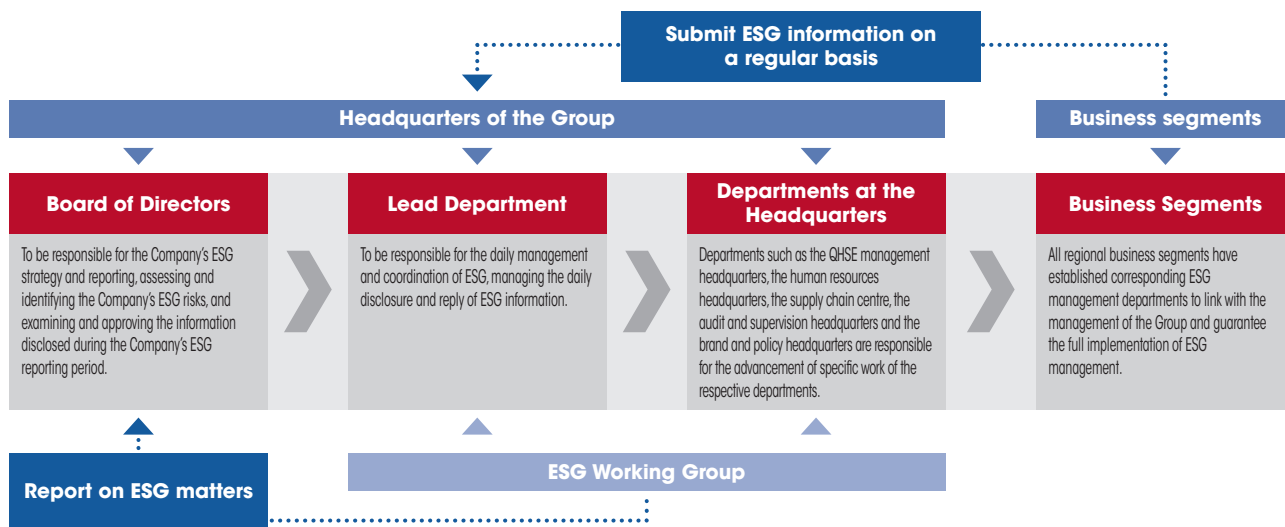 Submit ESG information on
a regular basis
Headquarters of the Group
Business segments
Board of Directors
To be responsible for the Company's ESG
strategy and reporting, assessing and
identifying the Company's ESG risks, and
examining and approving the information
disclosed during the Company's ESG
reporting period.
Lead Department
To be responsible for the daily management
and coordination of ESG, managing the daily
disclosure and reply of ESG information.
Departments at the
Headquarters
Departments such as the QHSE management
headquarters, the human resources
headquarters, the supply chain centre, the
audit and supervision headquarters and the
brand and policy headquarters are responsible
for the advancement of specific work of the
respective departments.
Business Segments
All regional business segments have
established corresponding ESG
management departments to link with the
management of the Group and guarantee
the full implementation of ESG
management.
Report on ESG matters
ESG Working Group